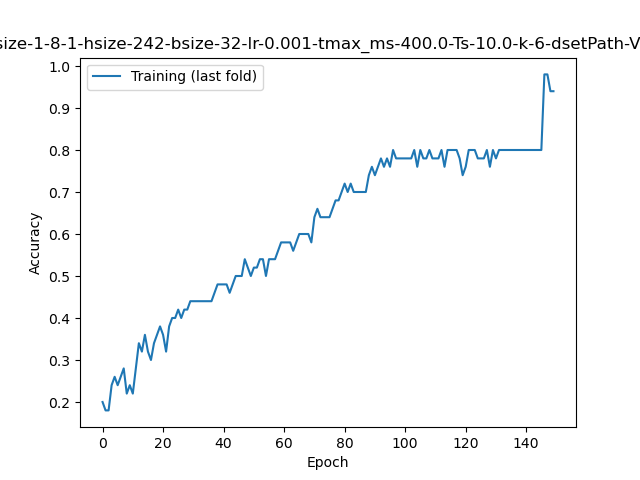 size-1-8-1-hsize-242-bsize-32-lr-0.001-tmax_ms-400.0-Ts-10.0-k-6-dsetPath-V
Training (last fold)
1.0
0.9
0.8
0.7
0.6
0.5
0.4
0.3
0.2
Accuracy
0 20 40 60 80 100 120 140
Epoch